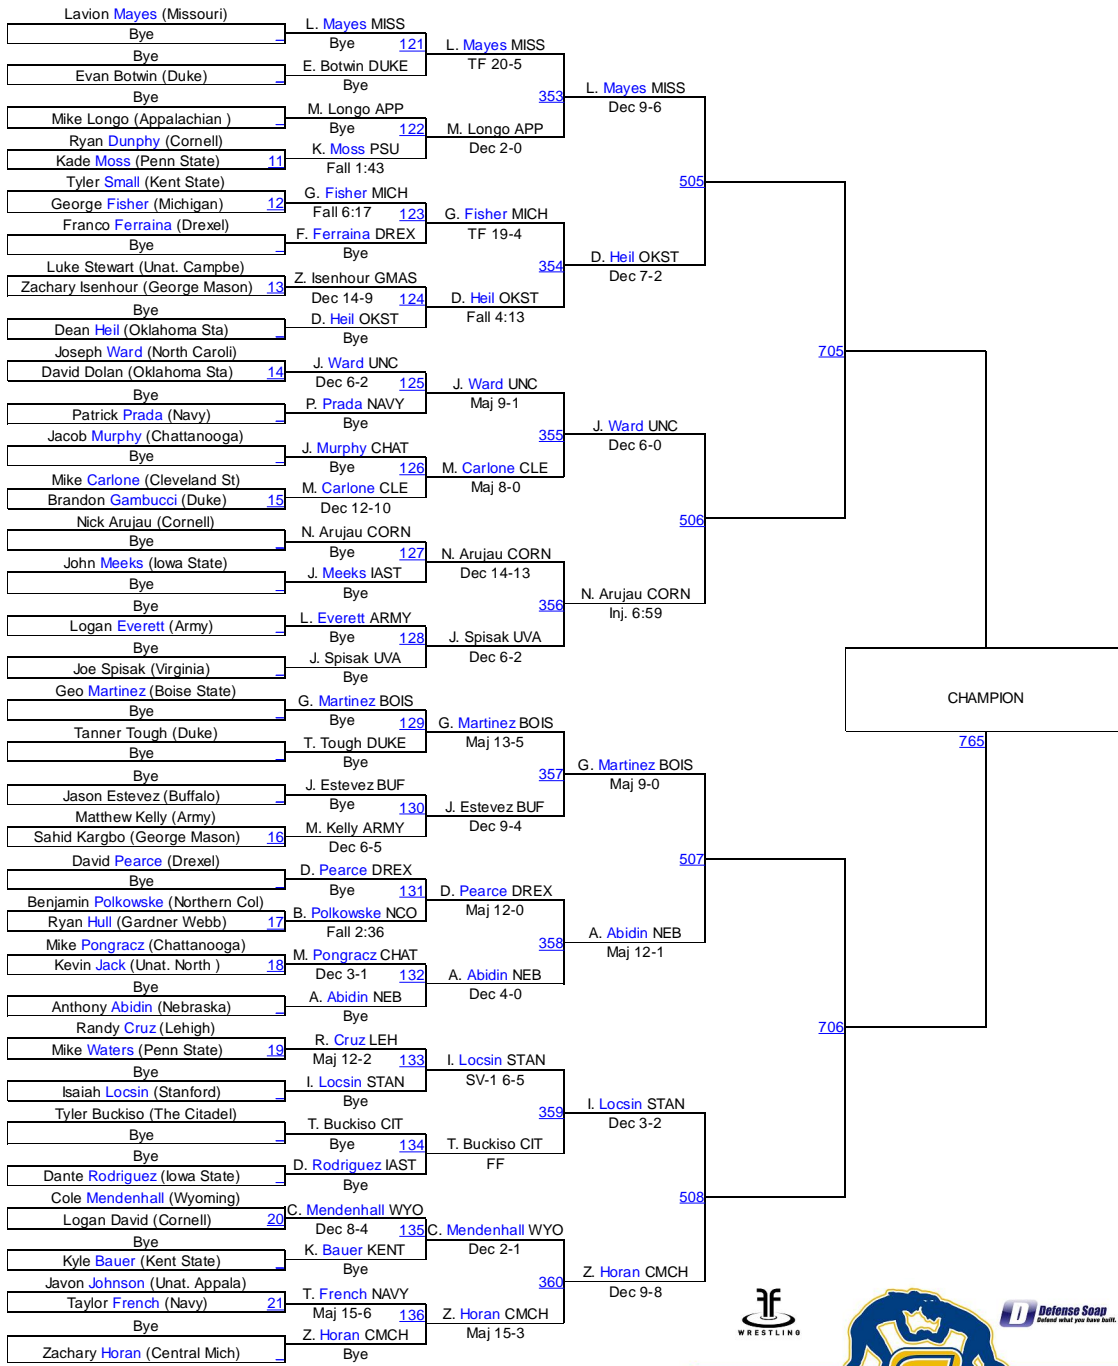 Lavion Mayes (Missouri)
Bye
Bye
Evan Botwin (Duke)
Bye
Mike Longo (Appalachian )
Ryan Dunphy (Cornell)
Kade Moss (Penn State) 11
Tyler Small (Kent State)
George Fisher (Michigan) 12
Franco Ferraina (Drexel)
Bye
Luke Stewart (Unat. Campbe)
Zachary Isenhour (George Mason) 13
Bye
Dean Heil (Oklahoma Sta)
Joseph Ward (North Caroli)
David Dolan (Oklahoma Sta) 14
Bye
Patrick Prada (Navy)
Jacob Murphy (Chattanooga)
Bye
Mike Carlone (Cleveland St)
Brandon Gambucci (Duke) 15
Nick Arujau (Cornell)
Bye
John Meeks (Iowa State)
Bye
Bye
Logan Everett (Army)
Bye
Joe Spisak (Virginia)
Geo Martinez (Boise State)
Bye
Tanner Tough (Duke)
Bye
Bye
Jason Estevez (Buffalo)
Matthew Kelly (Army)
Sahid Kargbo (George Mason) 16
David Pearce (Drexel)
Bye
Benjamin Polkowske (Northern Col)
Ryan Hull (Gardner Webb) 17
Mike Pongracz (Chattanooga)
Kevin Jack (Unat. North ) 18
Bye
Anthony Abidin (Nebraska)
Randy Cruz (Lehigh)
Mike Waters (Penn State) 19
Bye
Isaiah Locsin (Stanford)
Tyler Buckiso (The Citadel)
Bye
Bye
Dante Rodriguez (Iowa State)
Cole Mendenhall (Wyoming)
Logan David (Cornell) 20
Bye
Kyle Bauer (Kent State)
Javon Johnson (Unat. Appala)
Taylor French (Navy) 21
Bye
Zachary Horan (Central Mich)
L. Mayes MISS
Bye 121
E. Botwin DUKE
Bye
M. Longo APP
Bye 122
K. Moss PSU
Fall 1:43
G. Fisher MICH
Fall 6:17 123
F. Ferraina DREX
Bye
Z. Isenhour GMAS
Dec 14-9 124
D. Heil OKST
Bye
J. Ward UNC
Dec 6-2 125
P. Prada NAVY
Bye
J. Murphy CHAT
Bye 126
M. Carlone CLE
Dec 12-10
N. Arujau CORN
Bye 127
J. Meeks IAST
Bye
L. Everett ARMY
Bye 128
J. Spisak UVA
Bye
G. Martinez BOIS
Bye 129
T. Tough DUKE
Bye
J. Estevez BUF
Bye 130
M. Kelly ARMY
Dec 6-5
D. Pearce DREX
Bye 131
B. Polkowske NCO
Fall 2:36
M. Pongracz CHAT
Dec 3-1 132
A. Abidin NEB
Bye
R. Cruz LEH
Maj 12-2 133
I. Locsin STAN
Bye
T. Buckiso CIT
Bye 134
D. Rodriguez IAST
Bye
C. Mendenhall WYO
Dec 8-4 135
K. Bauer KENT
Bye
T. French NAVY
Maj 15-6 136
Z. Horan CMCH
Bye
L. Mayes MISS
TF 20-5
353
M. Longo APP
Dec 2-0
G. Fisher MICH
TF 19-4
354
D. Heil OKST
Fall 4:13
J. Ward UNC
Maj 9-1
355
M. Carlone CLE
Maj 8-0
N. Arujau CORN
Dec 14-13
356
J. Spisak UVA
Dec 6-2
G. Martinez BOIS
Maj 13-5
357
J. Estevez BUF
Dec 9-4
D. Pearce DREX
Maj 12-0
358
A. Abidin NEB
Dec 4-0
I. Locsin STAN
SV-1 6-5
359
T. Buckiso CIT
FF
C. Mendenhall WYO
Dec 2-1
360
Z. Horan CMCH
Maj 15-3
L. Mayes MISS
Dec 9-6
505
D. Heil OKST
Dec 7-2
J. Ward UNC
Dec 6-0
506
N. Arujau CORN
Inj. 6:59
G. Martinez BOIS
Maj 9-0
507
A. Abidin NEB
Maj 12-1
I. Locsin STAN
Dec 3-2
508
Z. Horan CMCH
Dec 9-8
705
706
CHAMPION
765
WRESTLING
Defense Soap
Defend what you have built.